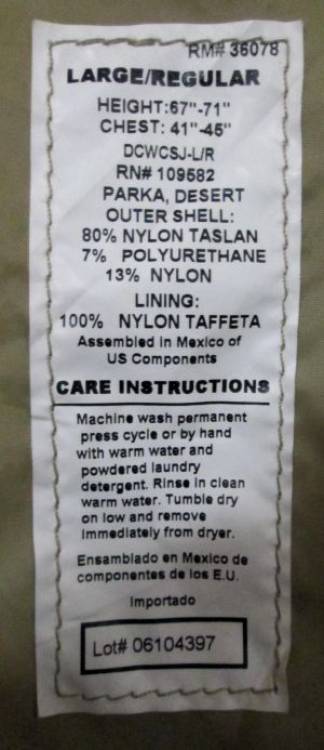 RM# 36078
LARGE/REGULAR
HEIGHT:67"-71"
CHEST: 41"-45"
DCWCSJ-L/R
RN# 109582
PARKA, DESERT
OUTER SHELL:
80% NYLON TASLAN
7% POLYURETHANE
13% NYLON
LINING:
100% NYLON TAFFETA
Assembled in Mexico of
US Components
CARE INSTRUCTIONS
Machine wash permanent
press cycle or by hand
with warm water and
powdered laundry
detergent. Rinse in clean
warm water. Tumble dry
on low and remove
immediately from dryer.
Ensamblado en Mexico de
componentes de los E.U.
Importado
Lot# 06104397